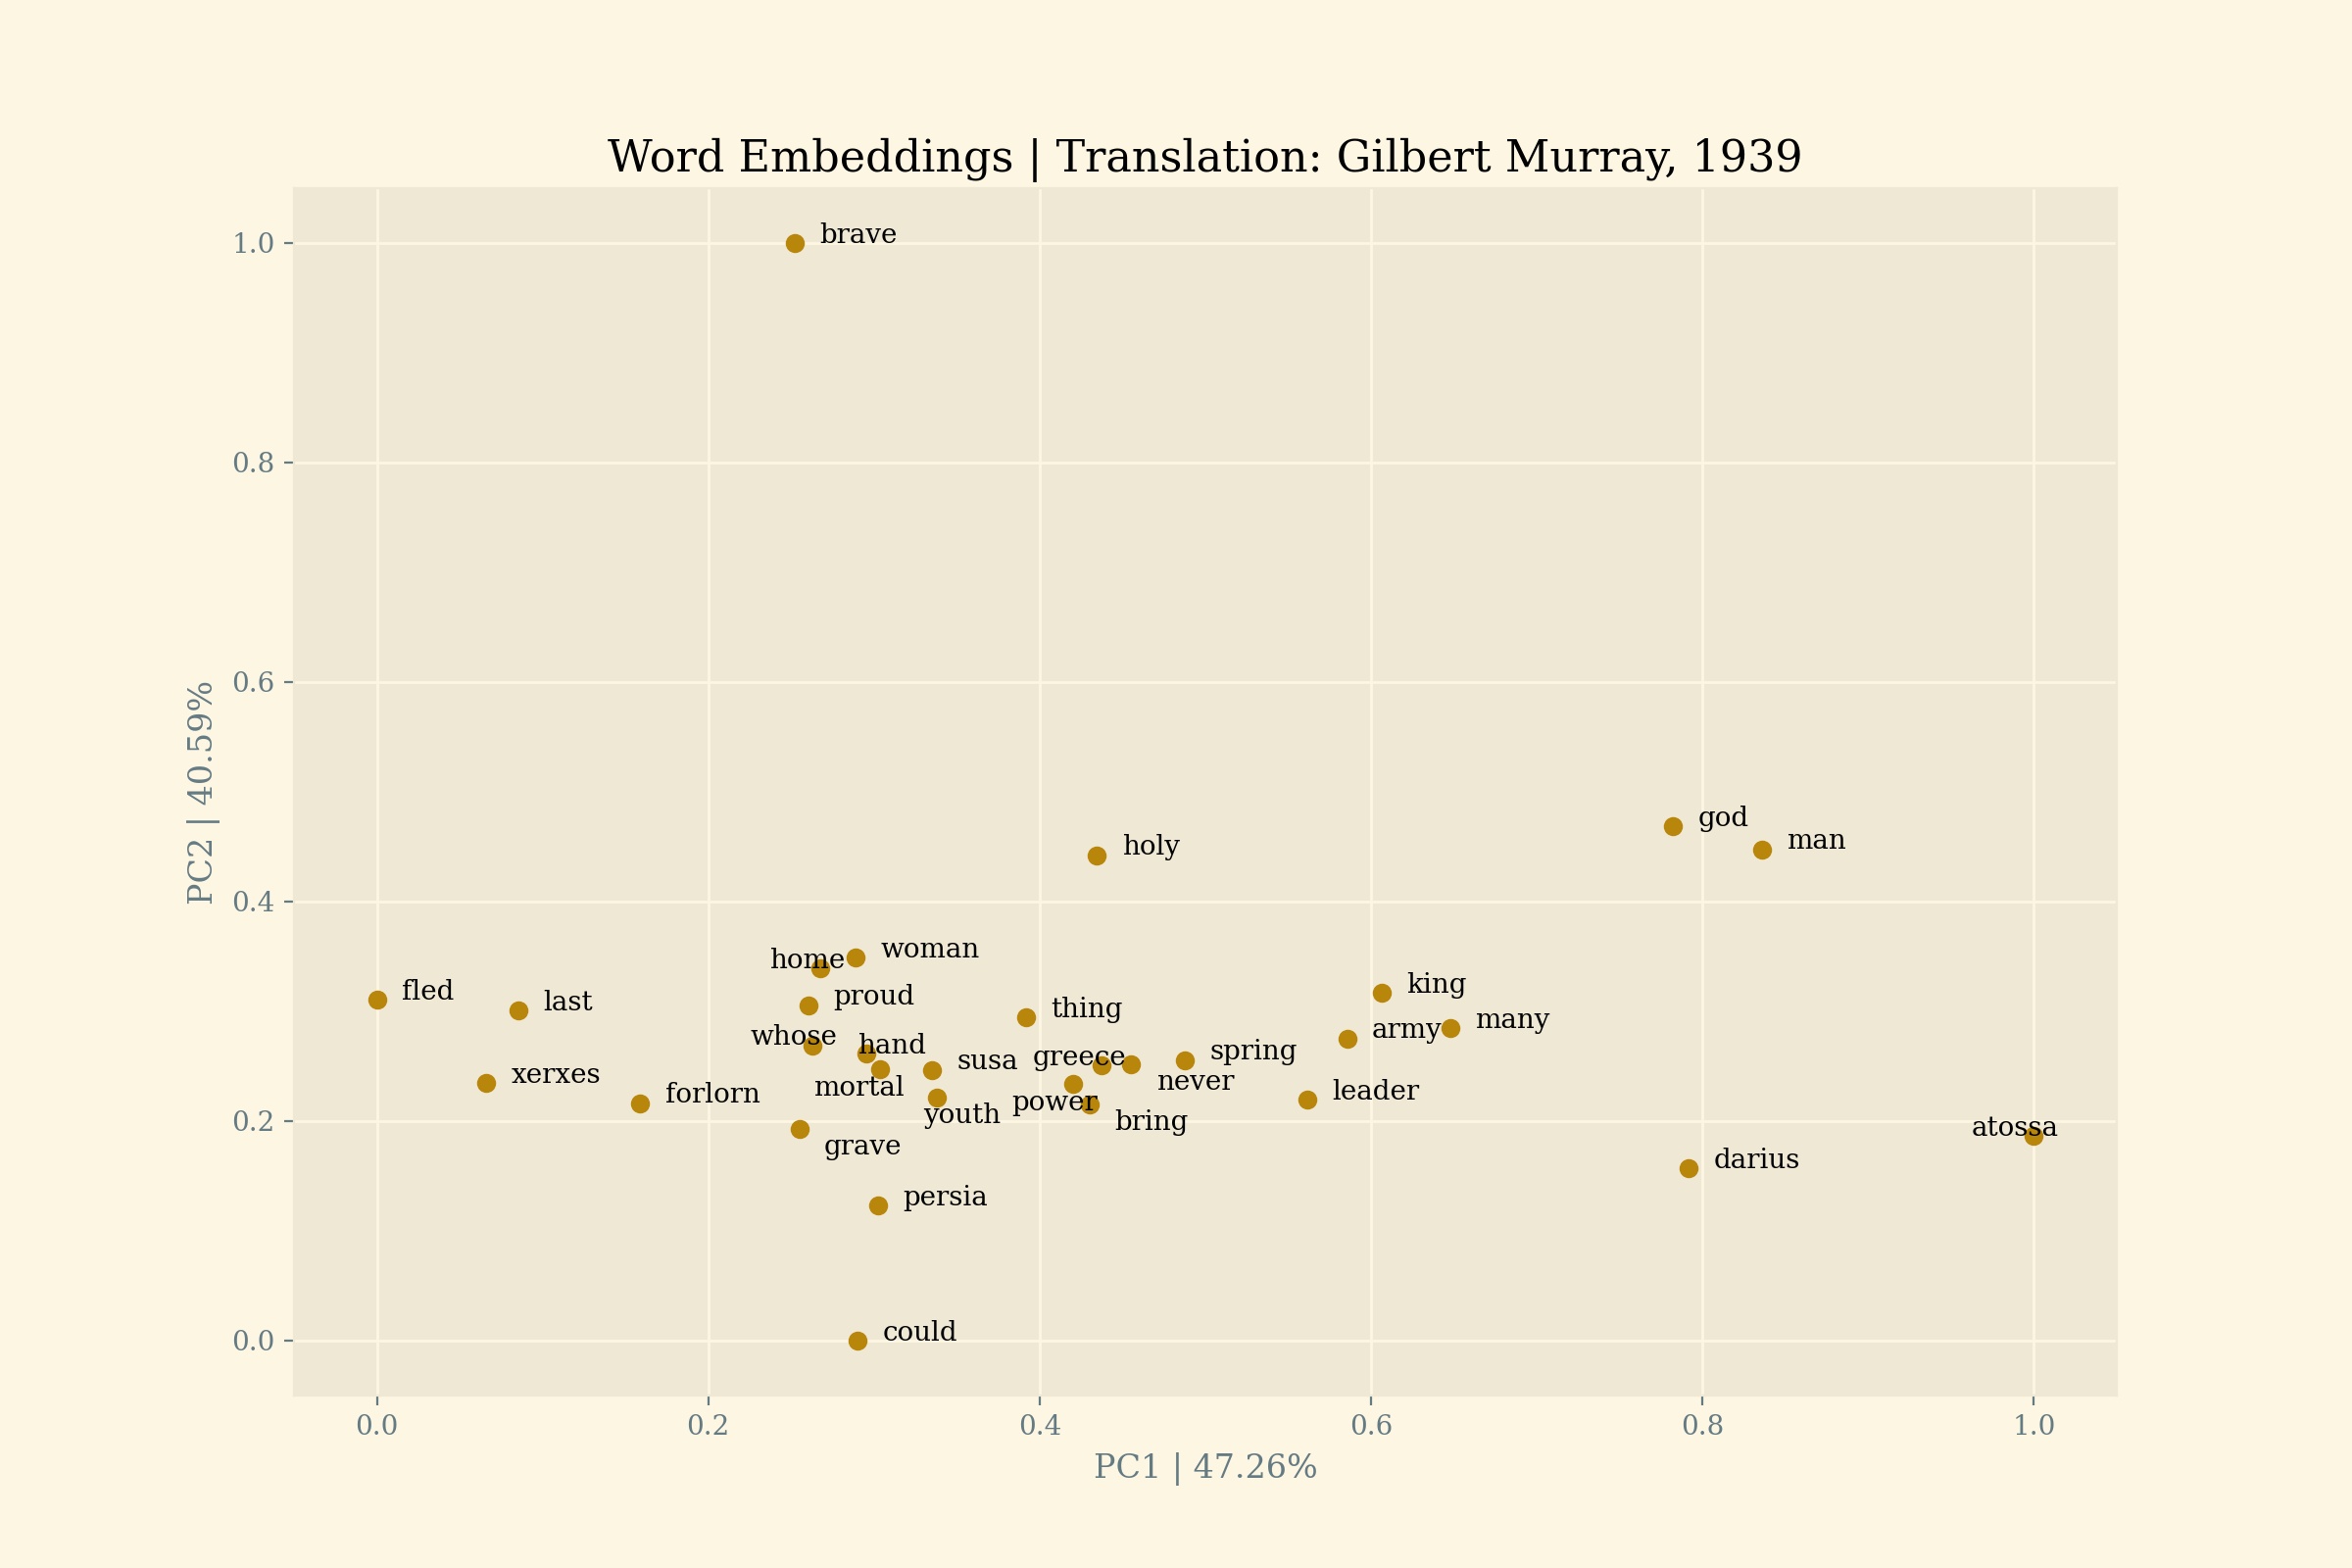 Word Embeddings | Translation: Gilbert Murray, 1939
brave
god
man
holy
woman
home
king
fled
proud
last
thing
many
army
whose
hand
greece
spring
susa
xerxes
never
mortal
forlorn
leader
power
youth
bring
atossa
grave
darius
persia
could
1.0
0.8
0.6
0.4
0.2
0.0
PC2 | 40.59%
0.0 0.2 0.4 0.6 0.8 1.0
PC1 | 47.26%